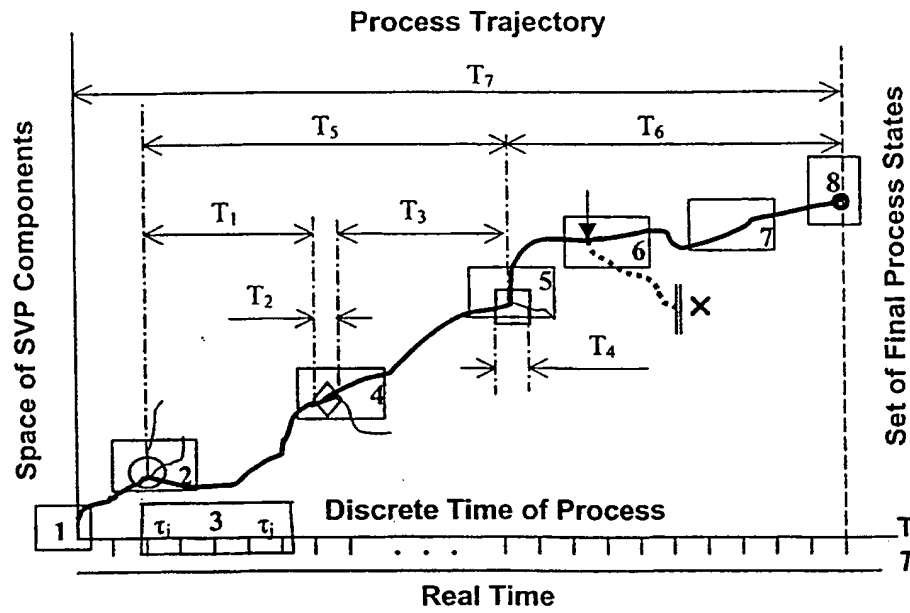 Process Trajectory
T7
T5
T6
8
T1
T3
7
6
5
T2
T4
4
2
Space of SVP Components
Set of Final Process States
1
τi 3 τj
Discrete Time of Process
T
T
Real Time